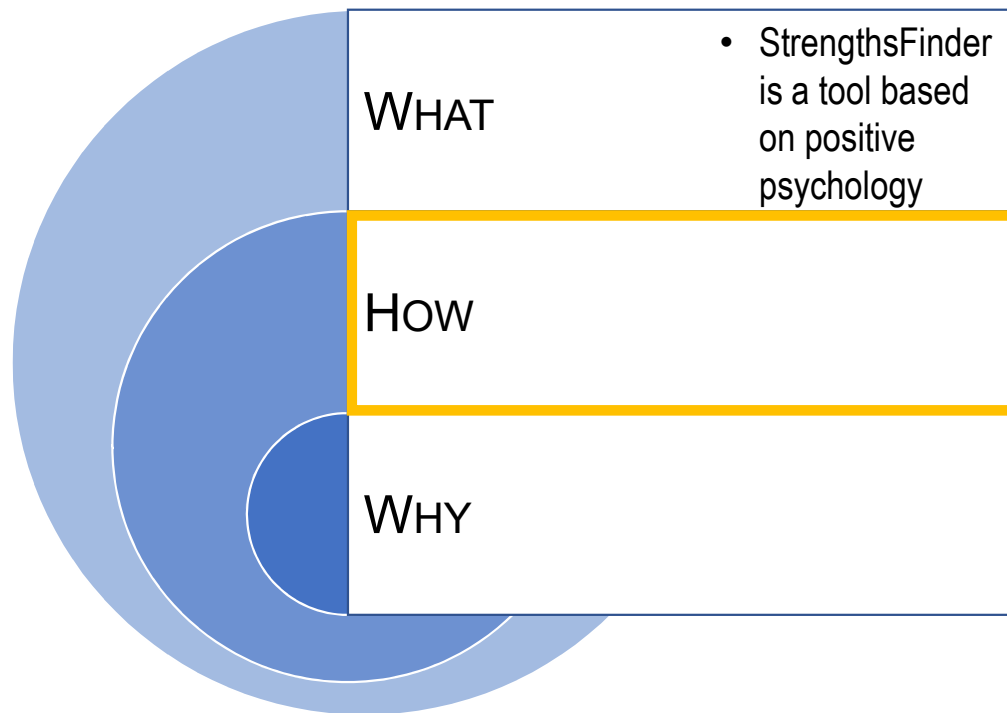 WHAT
• StrengthsFinder
is a tool based
on positive
psychology
HOW
WHY